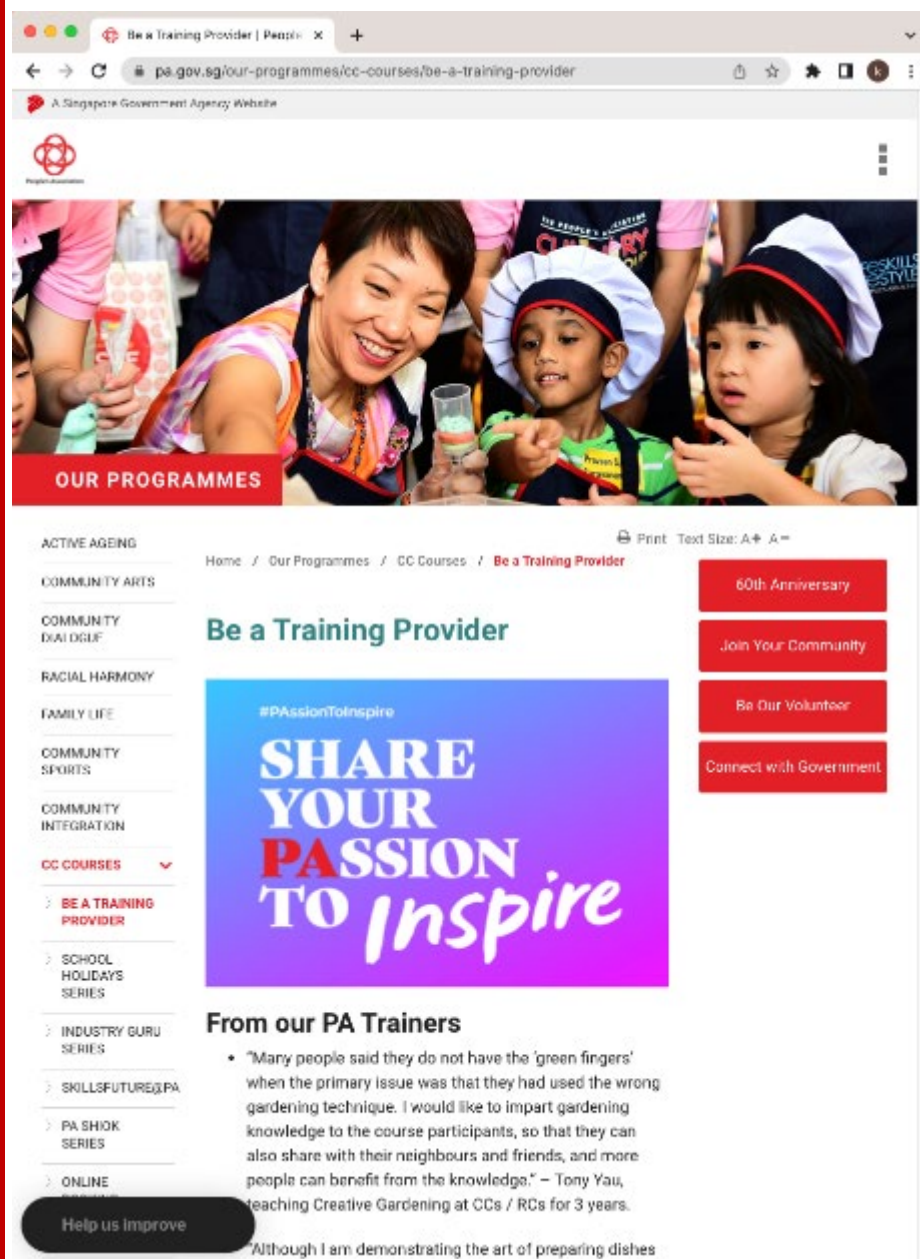 Be a Training Provider | People
pa.gov.sg/our-programmes/cc-courses/be-a-training-provider
k
A Singapore Government Agency Website
People's Association
THE PEOPLE'S ASSOCIATION
OUR PROGRAMMES
Print Text Size: A+ A-
Home / Our Programmes / CC Courses / Be a Training Provider
ACTIVE AGEING
COMMUNITY ARTS
COMMUNITY
DIALOGUE
RACIAL HARMONY
FAMILY LIFE
COMMUNITY
SPORTS
COMMUNITY
INTEGRATION
CC COURSES
BE A TRAINING
PROVIDER
SCHOOL
HOLIDAYS
SERIES
INDUSTRY GURU
SERIES
SKILLSFUTURE@PA
PA SHIOK
SERIES
ONLINE
Help us improve
Be a Training Provider
#PAssionToInspire
SHARE
YOUR
PASSION
TO Inspire
From our PA Trainers
• "Many people said they do not have the 'green fingers'
when the primary issue was that they had used the wrong
gardening technique. I would like to impart gardening
knowledge to the course participants, so that they can
also share with their neighbours and friends, and more
people can benefit from the knowledge." – Tony Yau,
teaching Creative Gardening at CCs / RCs for 3 years.
"Although I am demonstrating the art of preparing dishes
60th Anniversary
Join Your Community
Be Our Volunteer
Connect with Government